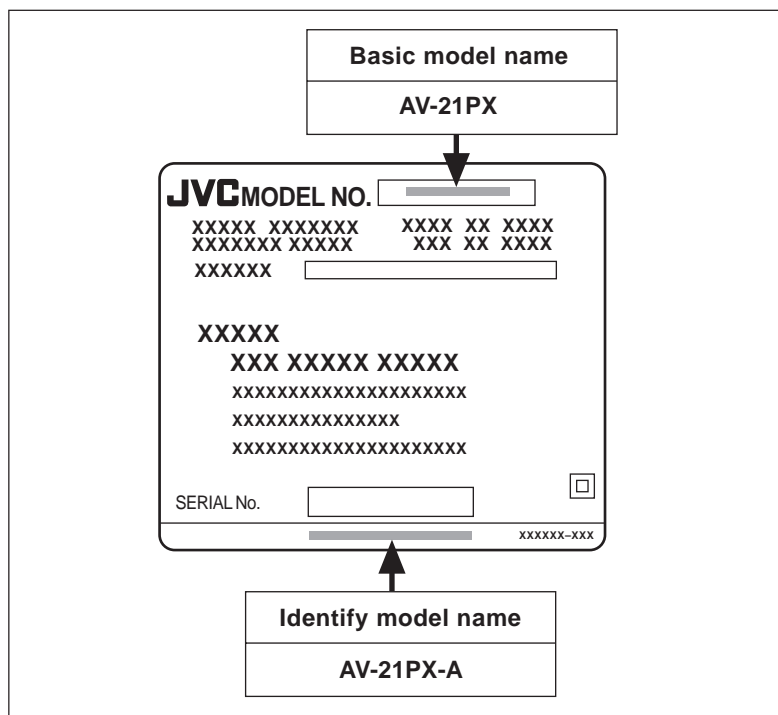 Basic model name
AV-21PX
JVC MODEL NO.
XXXXX XXXXXXX XXXX XX XXXX
XXXXXXX XXXXX XXX XX XXXX
XXXXXX
XXXXX
XXX XXXXX XXXXX
XXXXXXXXXXXXXXXXXXXXX
XXXXXXXXXXXXXXX
XXXXXXXXXXXXXXXXXXXXX
SERIAL No.
XXXXXX–XXX
Identify model name
AV-21PX-A